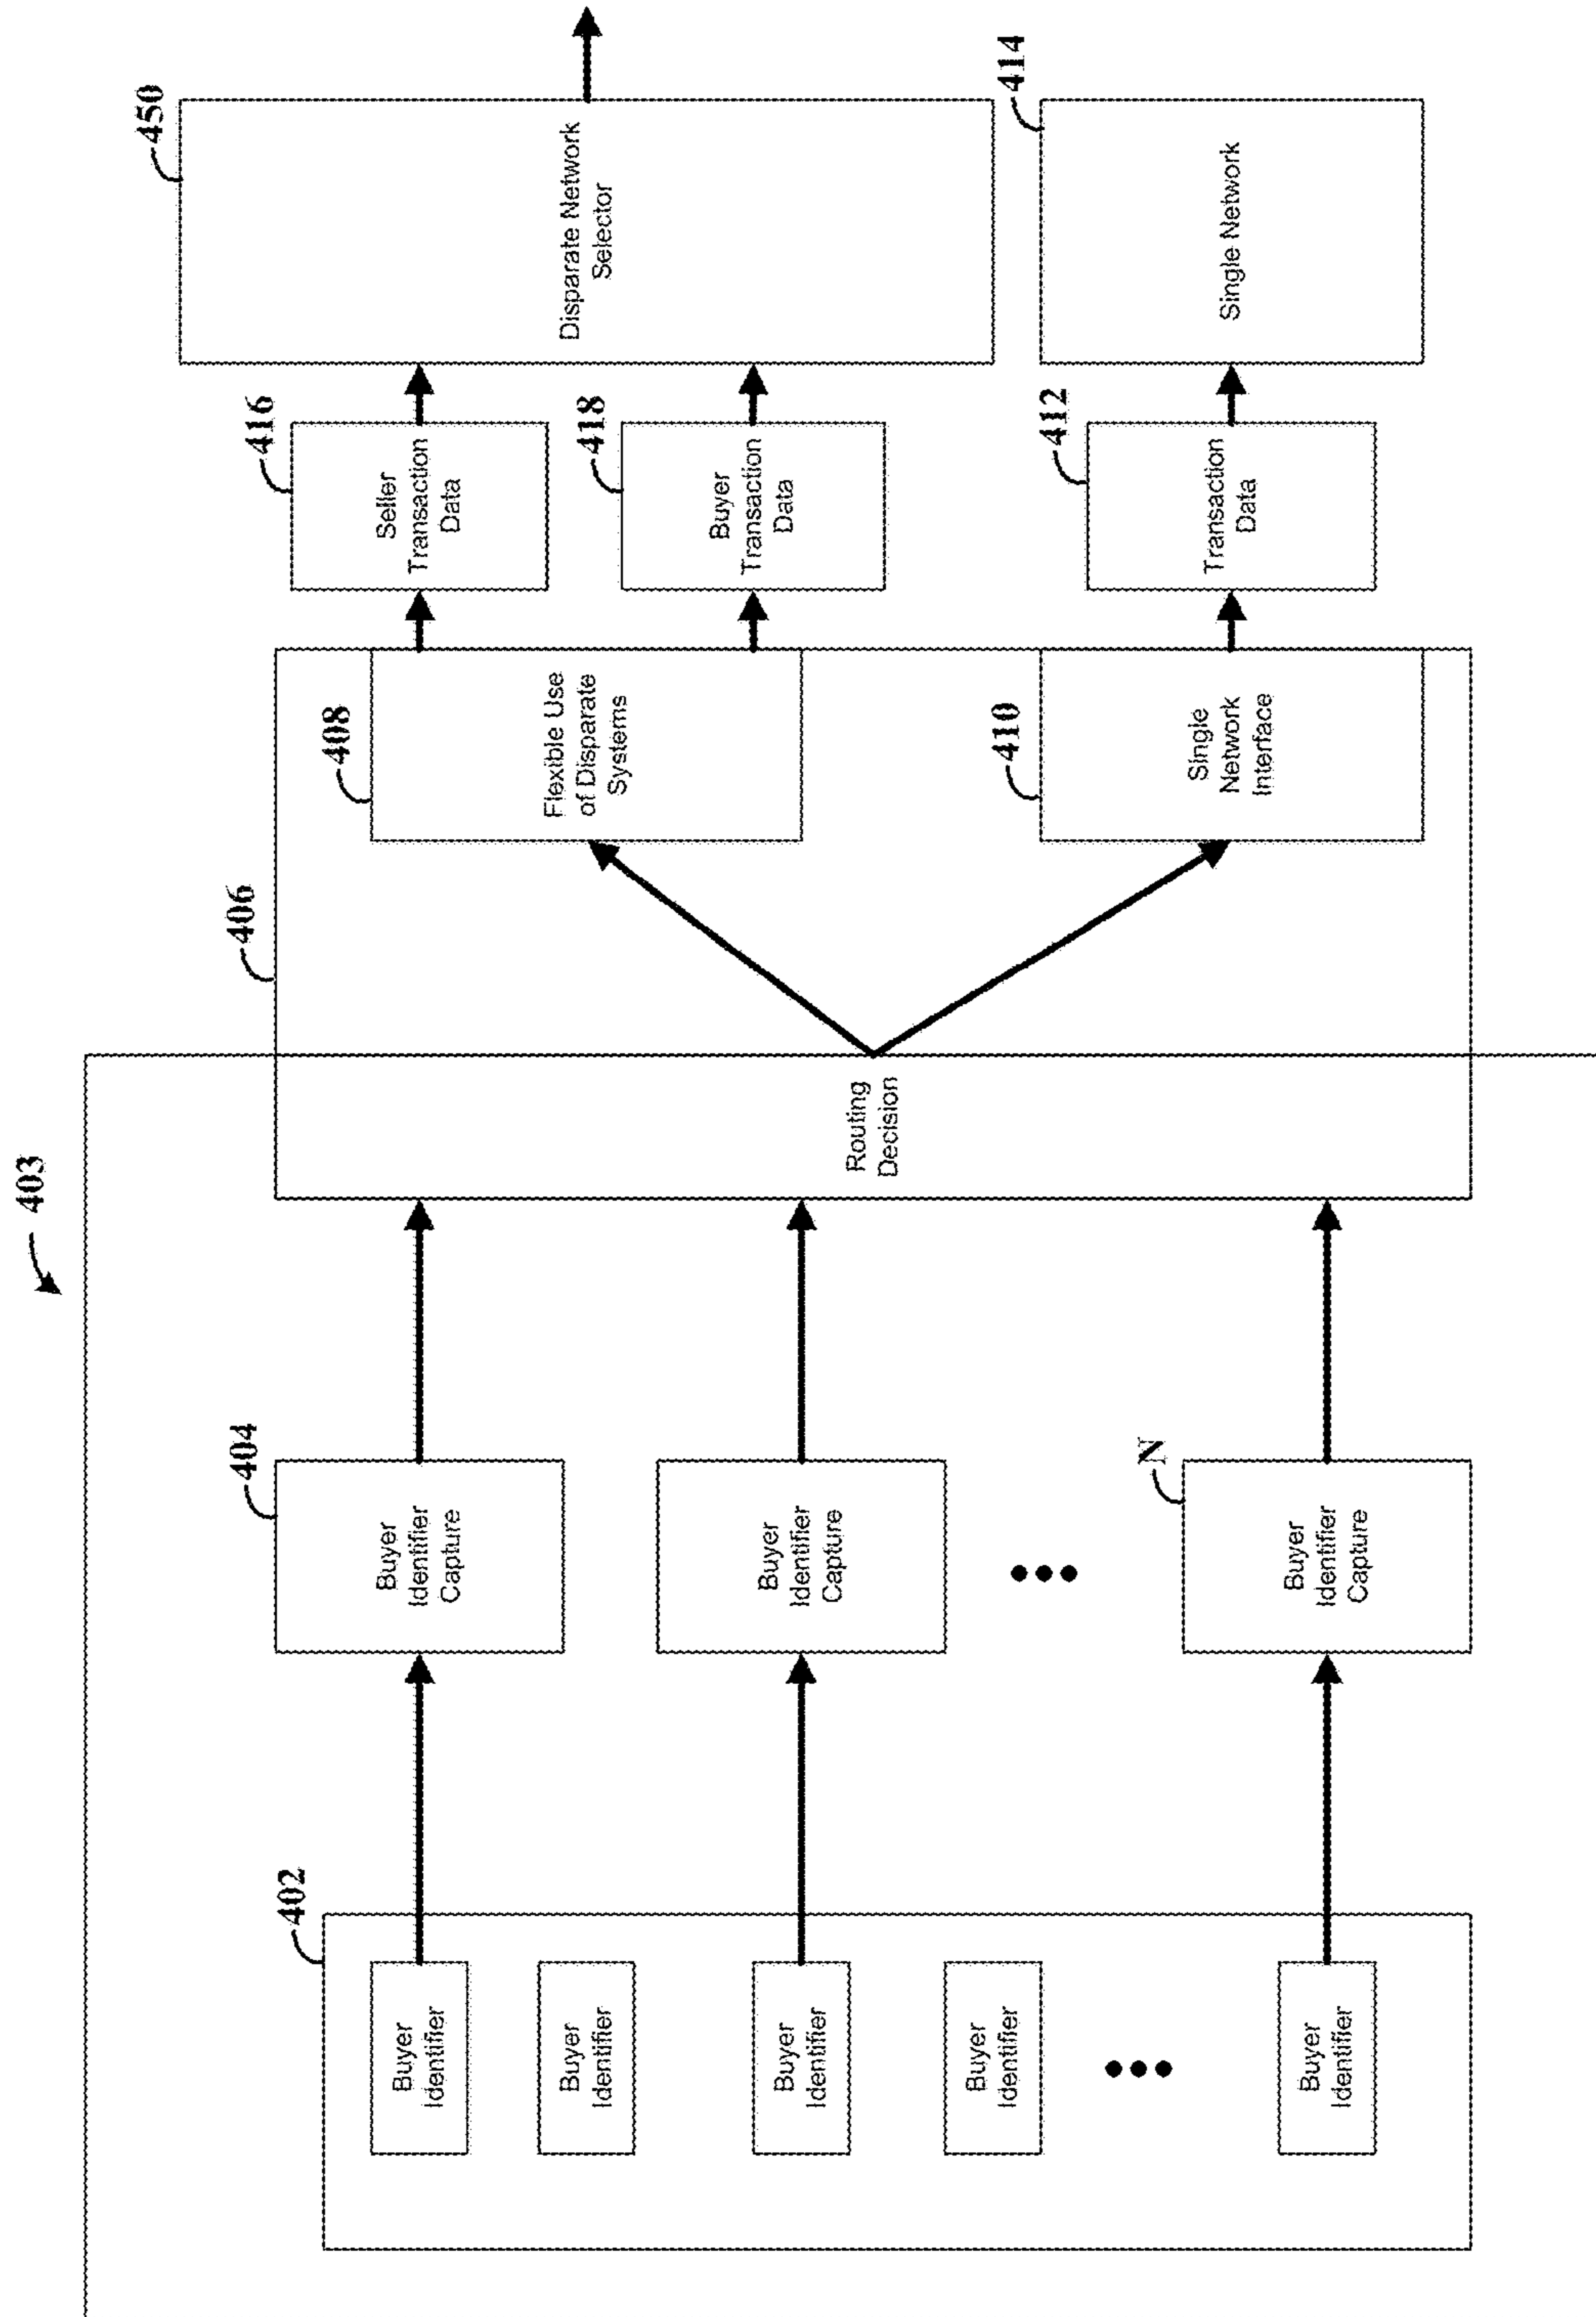 403
402
Buyer
Identifier
Buyer
Identifier
Buyer
Identifier
Buyer
Identifier
Buyer
Identifier
404
Buyer
Identifier
Capture
Buyer
Identifier
Capture
N
Buyer
Identifier
Capture
406
Routing
Decision
408
Flexible Use
of Disparate
Systems
410
Single
Network
Interface
416
Seller
Transaction
Data
418
Buyer
Transaction
Data
412
Transaction
Data
450
Disparate Network
Selector
414
Single Network